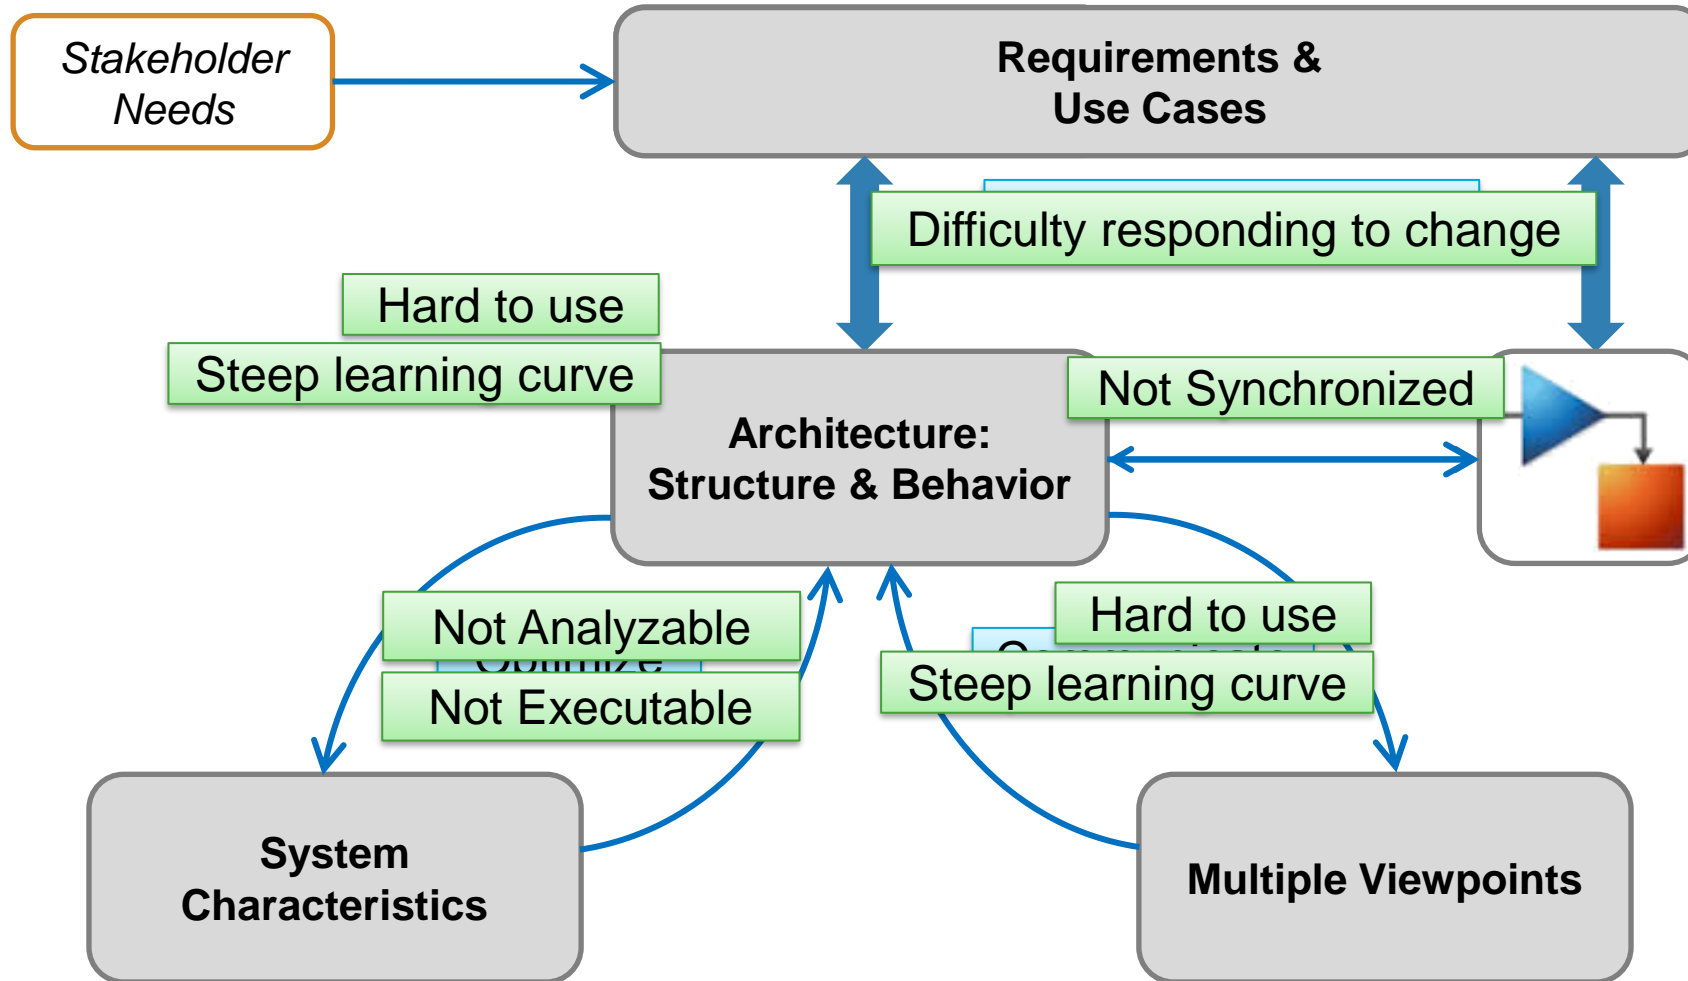 Stakeholder
Needs
Requirements &
Use Cases
Difficulty responding to change
Hard to use
Steep learning curve
Not Synchronized
Architecture:
Structure & Behavior
Not Analyzable
Optimize
Not Executable
Hard to use
Steep learning curve
System
Characteristics
Multiple Viewpoints